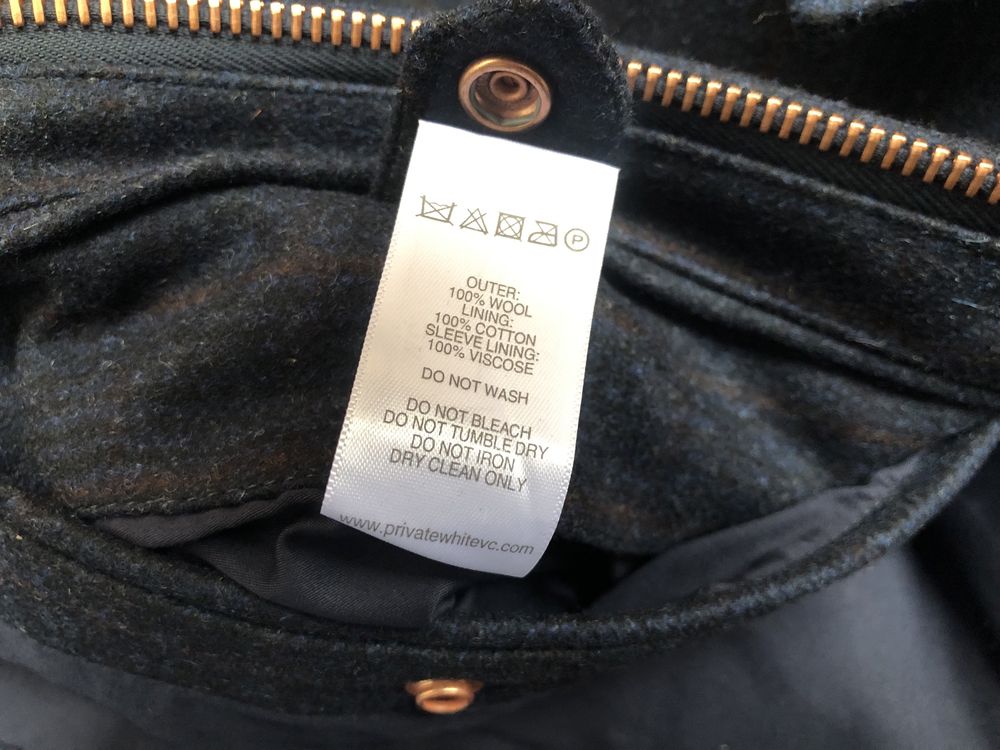 P
OUTER:
100% WOOL
LINING:
100% COTTON
SLEEVE LINING:
100% VISCOSE
DO NOT WASH
DO NOT BLEACH
DO NOT TUMBLE DRY
DO NOT IRON
DRY CLEAN ONLY
www.privatewhitevc.com